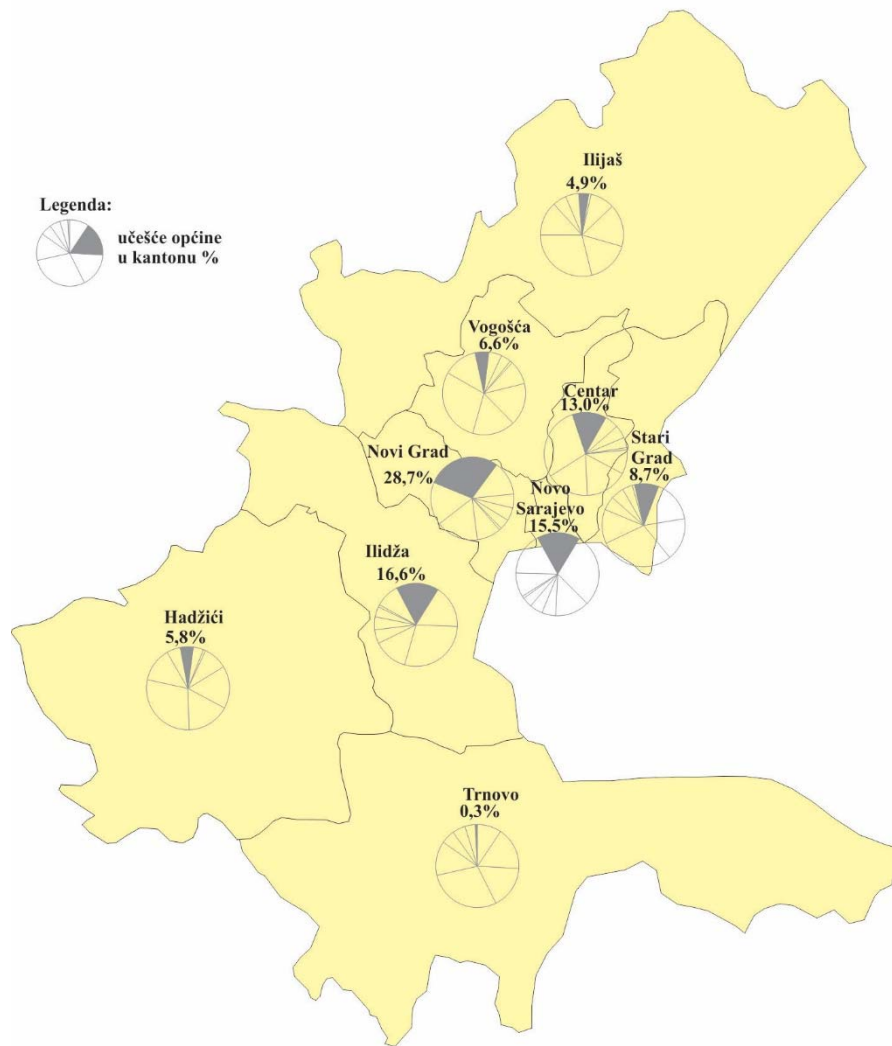 Ilijaš
4,9%
Legenda:
učešće općine
u kantonu %
Vogošća
6,6%
Centar
13,0%
Stari
Grad
8,7%
Novi Grad
28,7%
Novo
Sarajevo
15,5%
Ilidža
16,6%
Hadžići
5,8%
Trnovo
0,3%